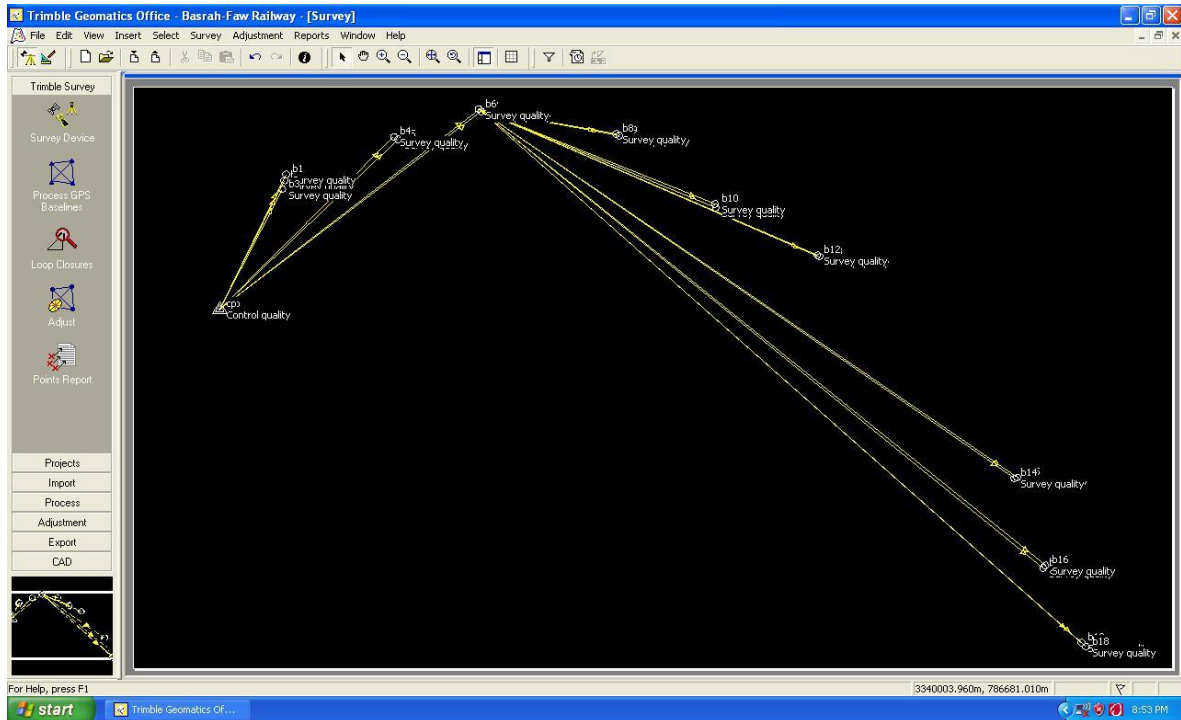 Trimble Geomatics Office - Basrah-Faw Railway - [Survey]
File Edit View Insert Select Survey Adjustment Reports Window Help
Trimble Survey
Survey Device
Process GPS
Baselines
Loop Closures
Adjust
Points Report
Projects
Import
Process
Adjustment
Export
CAD
b6
Survey quality
b8
Survey quality
b4
Survey quality
b1
Survey quality
Survey quality
b10
Survey quality
b12
Survey quality
Control quality
b14
Survey quality
b16
Survey quality
b18
Survey quality
For Help, press F1
3340003.960m, 786681.010m
start
Trimble Geomatics Of...
8:53 PM